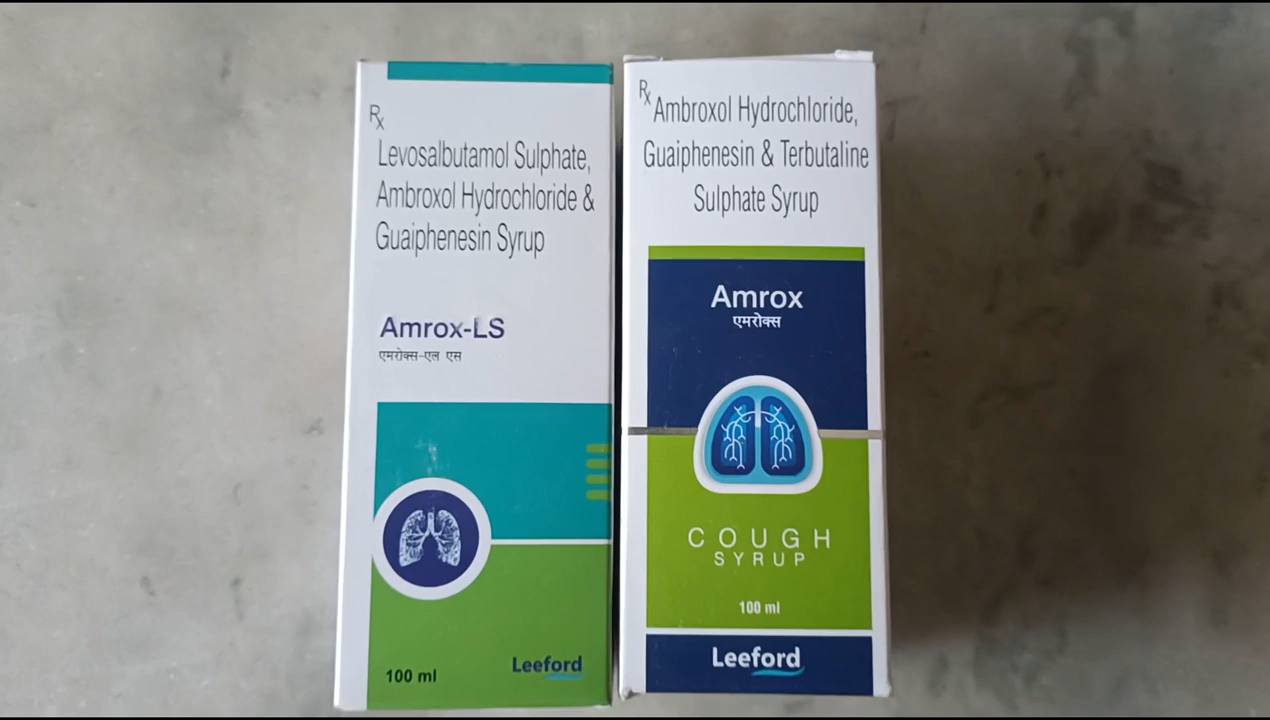 Rx
Levosalbutamol Sulphate,
Ambroxol Hydrochloride &
Guaiphenesin Syrup
Amrox-LS
एमरोक्स-एल एस
100 ml
Leeford
Rx
Ambroxol Hydrochloride,
Guaiphenesin & Terbutaline
Sulphate Syrup
Amrox
एमरोक्स
COUGH
SYRUP
100 ml
Leeford